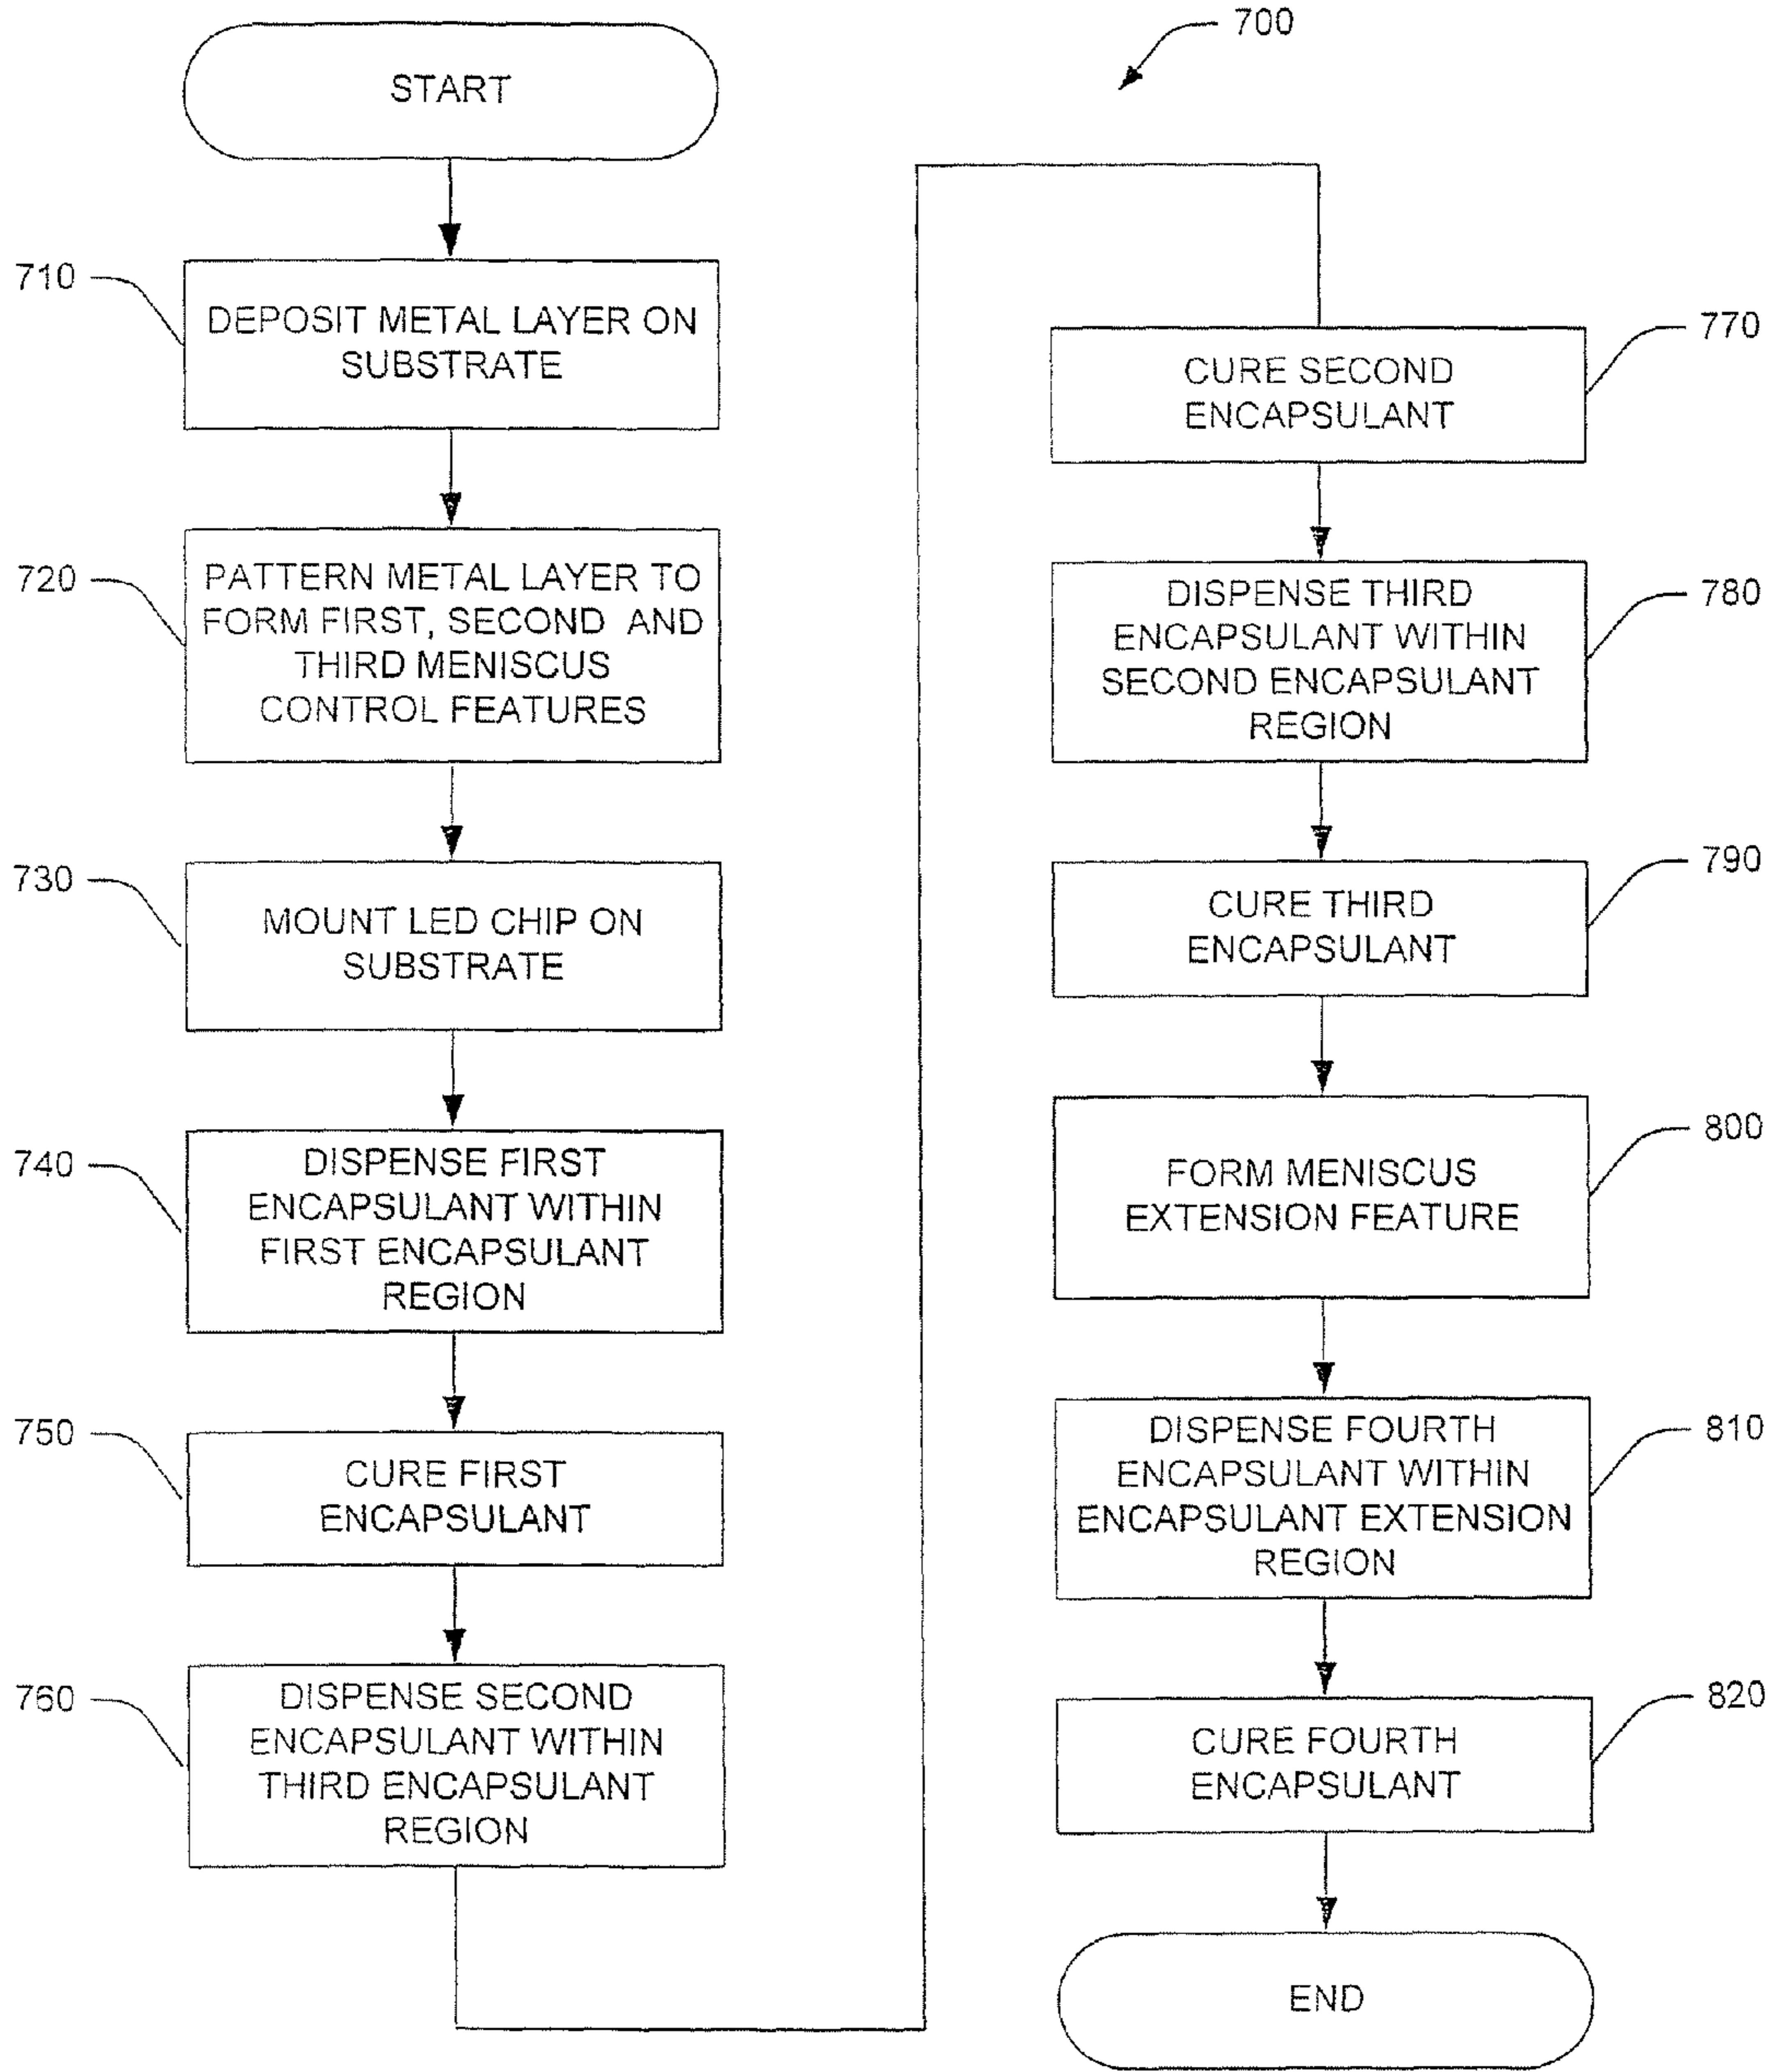 700
START
710
DEPOSIT METAL LAYER ON
SUBSTRATE
720
PATTERN METAL LAYER TO
FORM FIRST, SECOND AND
THIRD MENISCUS
CONTROL FEATURES
730
MOUNT LED CHIP ON
SUBSTRATE
740
DISPENSE FIRST
ENCAPSULANT WITHIN
FIRST ENCAPSULANT
REGION
750
CURE FIRST
ENCAPSULANT
760
DISPENSE SECOND
ENCAPSULANT WITHIN
THIRD ENCAPSULANT
REGION
770
CURE SECOND
ENCAPSULANT
780
DISPENSE THIRD
ENCAPSULANT WITHIN
SECOND ENCAPSULANT
REGION
790
CURE THIRD
ENCAPSULANT
800
FORM MENISCUS
EXTENSION FEATURE
810
DISPENSE FOURTH
ENCAPSULANT WITHIN
ENCAPSULANT EXTENSION
REGION
820
CURE FOURTH
ENCAPSULANT
END